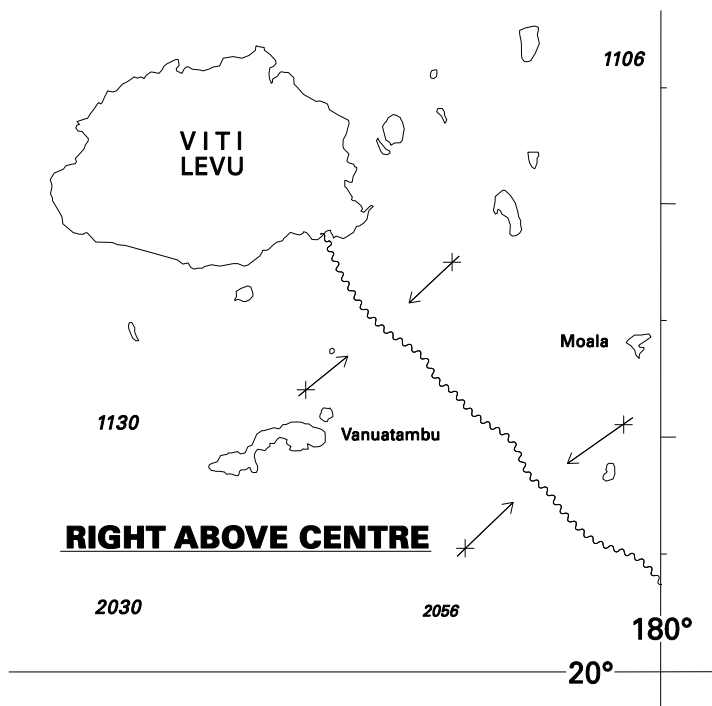 1106
VITI
LEVU
Moala
1130
Vanuatambu
RIGHT ABOVE CENTRE
2030
2056
180°
20°